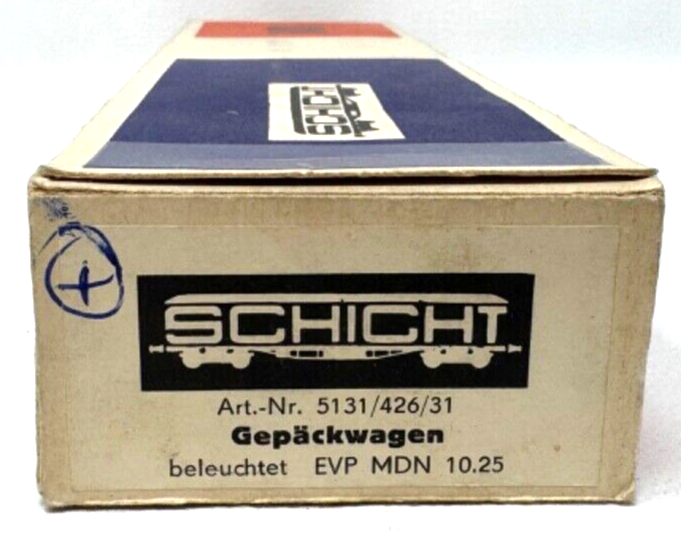 SCHICHT
SCHICHT
Art.-Nr. 5131/426/31
Gepäckwagen
beleuchtet EVP MDN 10.25